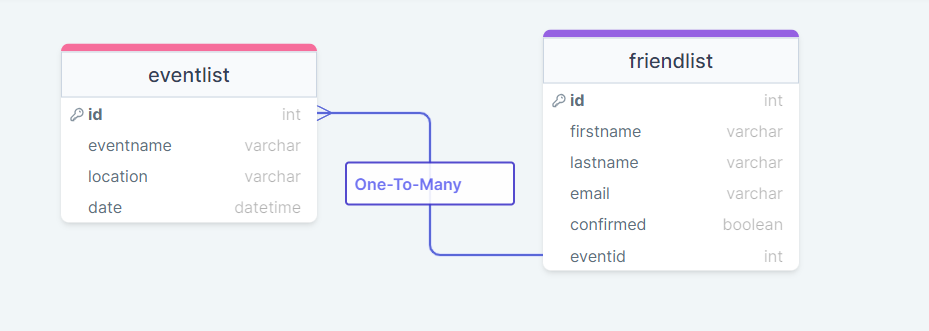 eventlist
id int
eventname varchar
location varchar
date datetime
One-To-Many
friendlist
id int
firstname varchar
lastname varchar
email varchar
confirmed boolean
eventid int